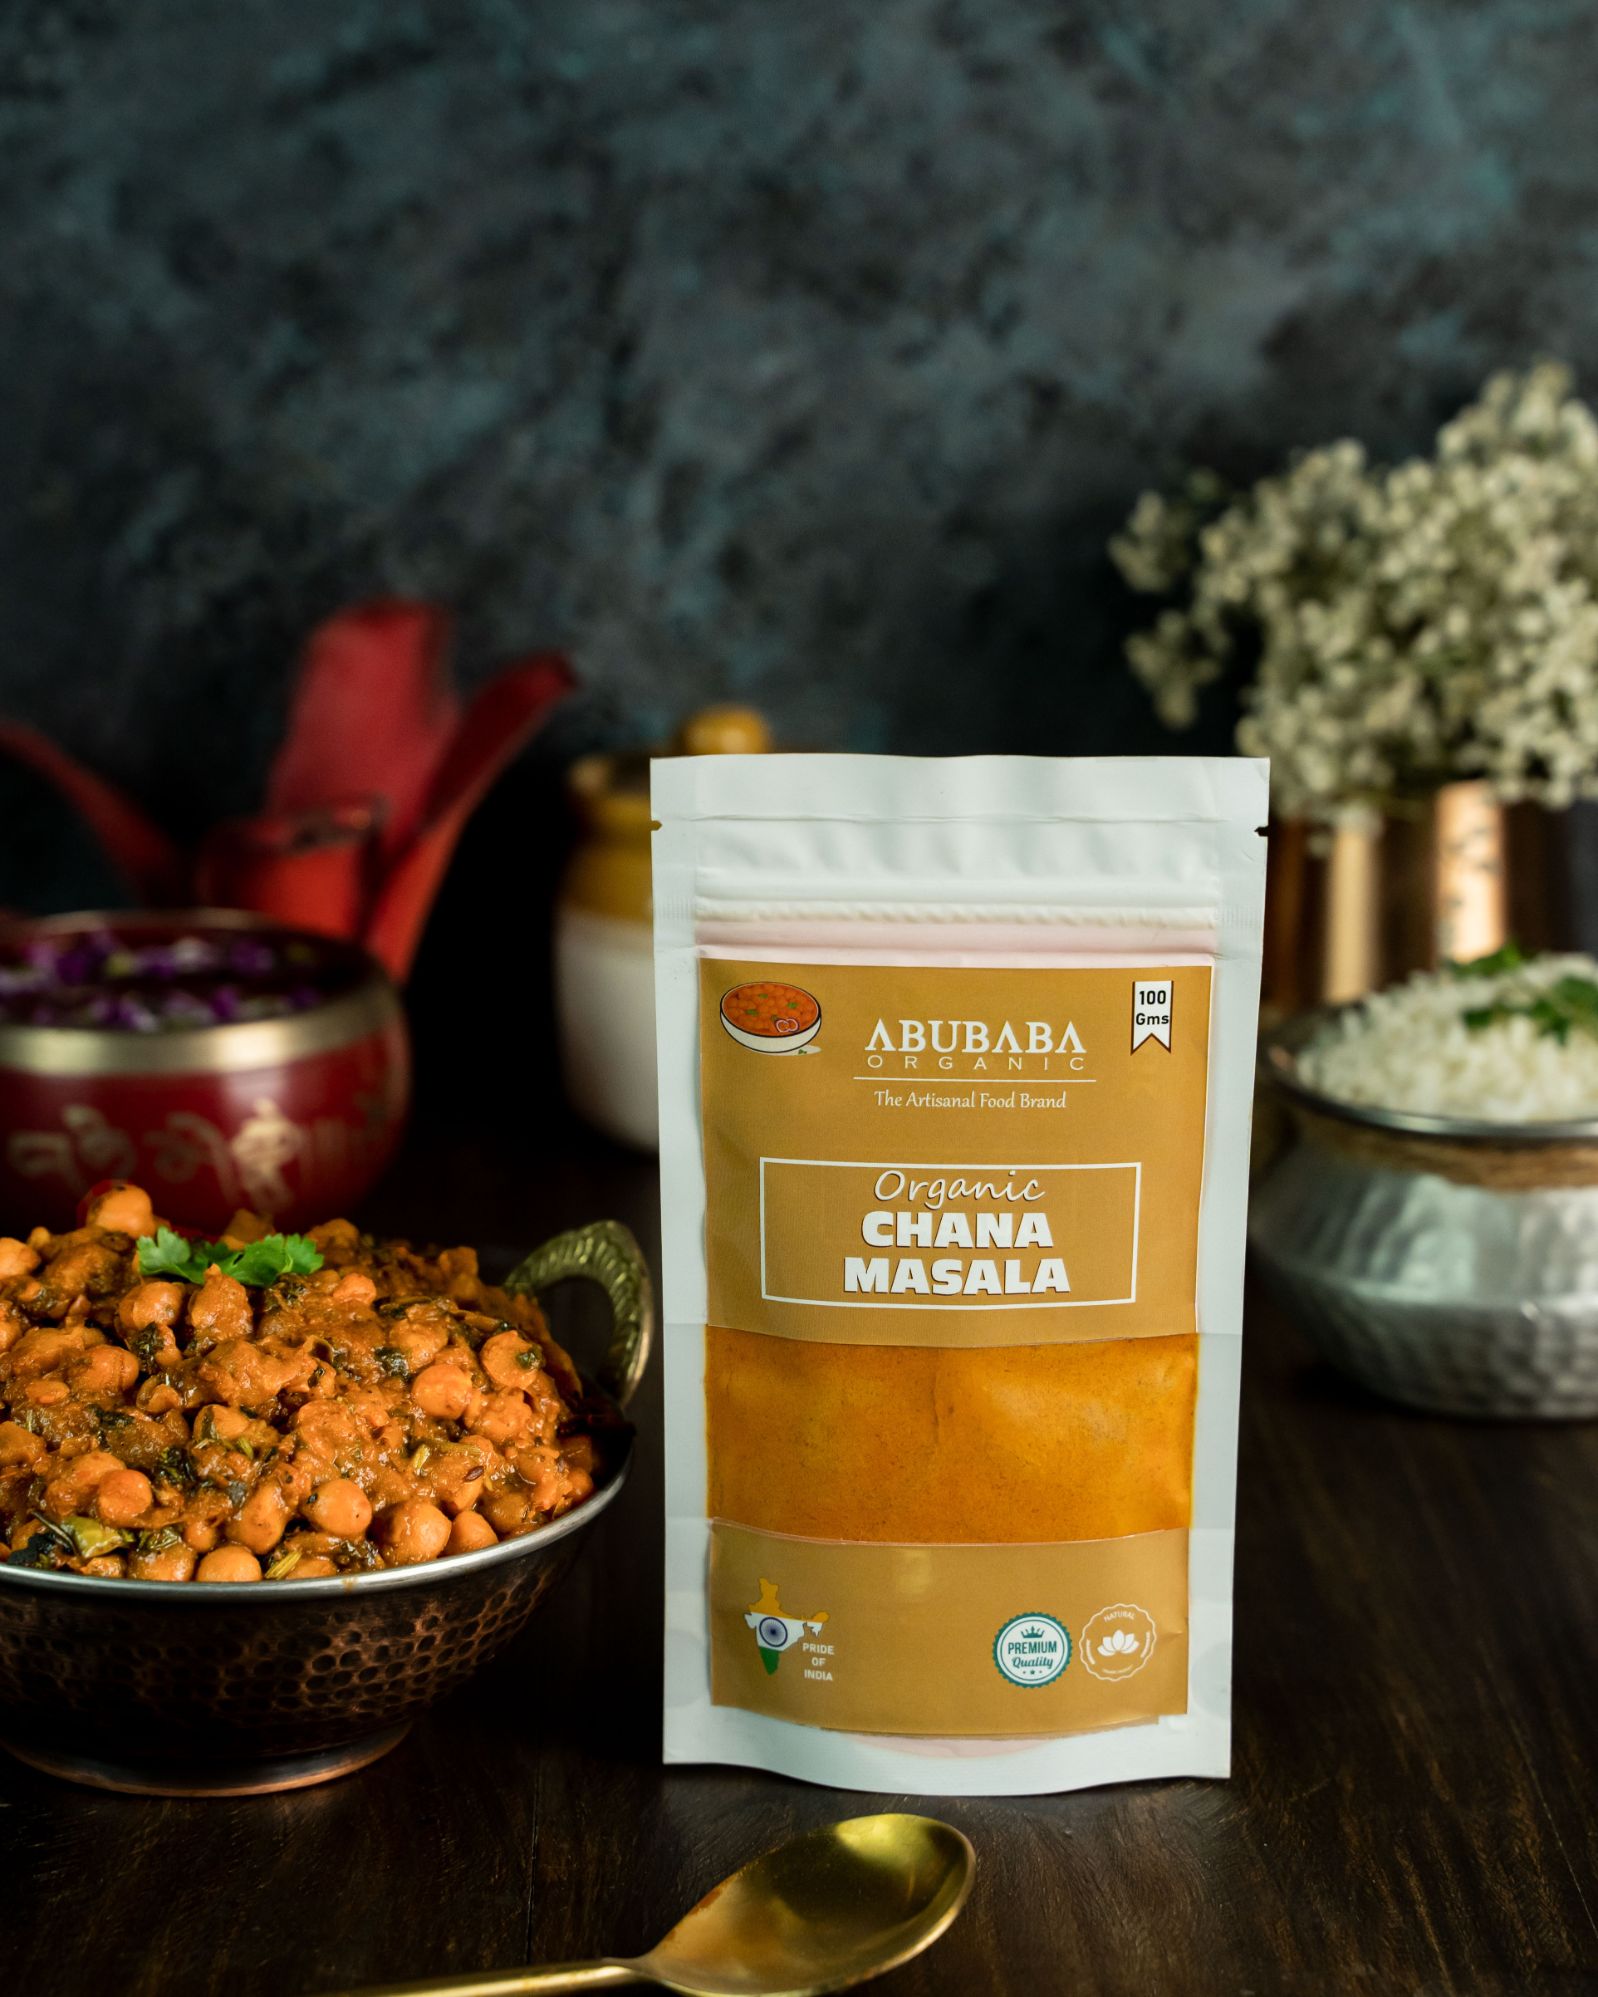 100
Gms
ABUBABA
ORGANIC
The Artisanal Food Brand
Organic
CHANA
MASALA
PRIDE
OF
INDIA
PREMIUM
Quality
NATURAL